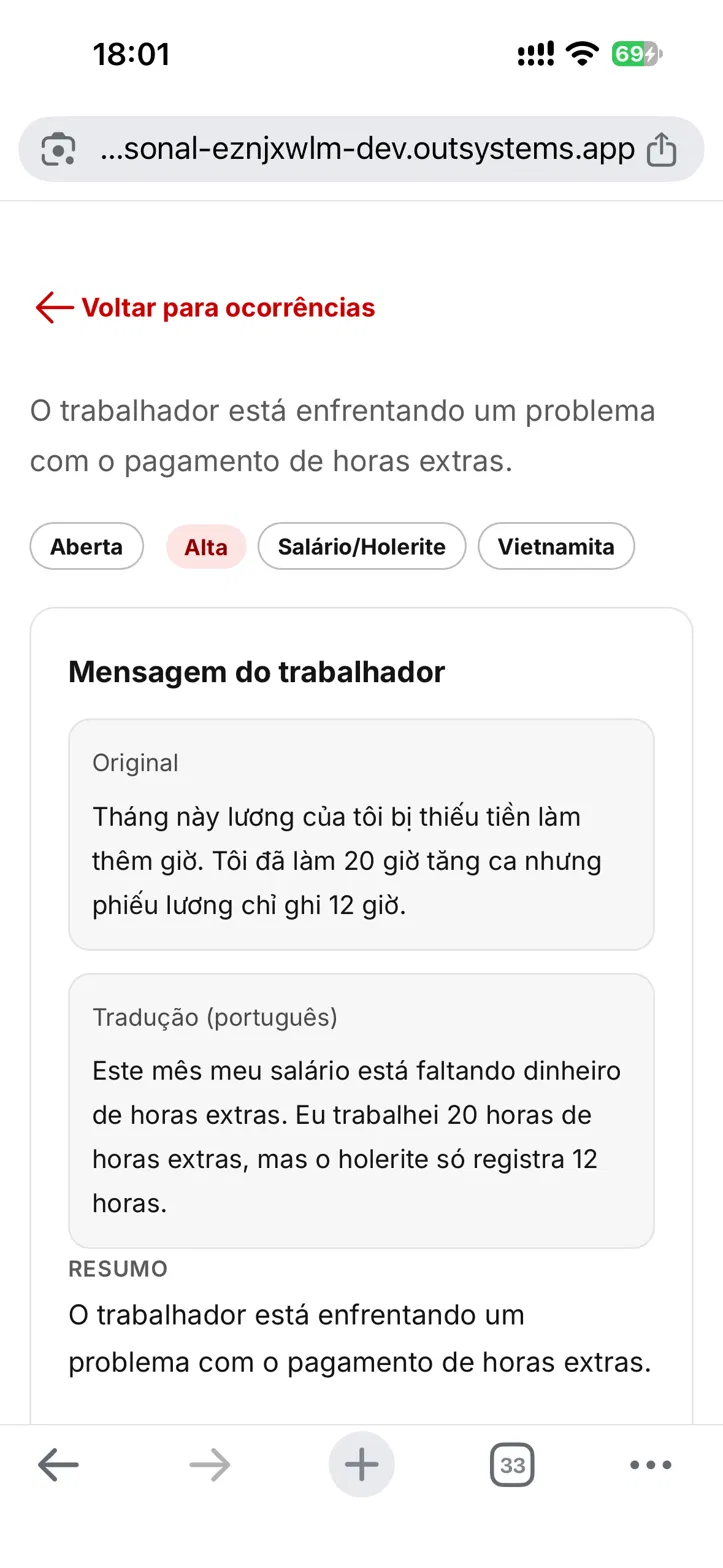 18:01
69
...sonal-eznjxwlm-dev.outsystems.app
Voltar para ocorrências
O trabalhador está enfrentando um problema
com o pagamento de horas extras.
Aberta
Alta
Salário/Holerite
Vietnamita
Mensagem do trabalhador
Original
Tháng này lương của tôi bị thiếu tiền làm
thêm giờ. Tôi đã làm 20 giờ tăng ca nhưng
phiếu lương chỉ ghi 12 giờ.
Tradução (português)
Este mês meu salário está faltando dinheiro
de horas extras. Eu trabalhei 20 horas de
horas extras, mas o holerite só registra 12
horas.
RESUMO
O trabalhador está enfrentando um
problema com o pagamento de horas extras.
33